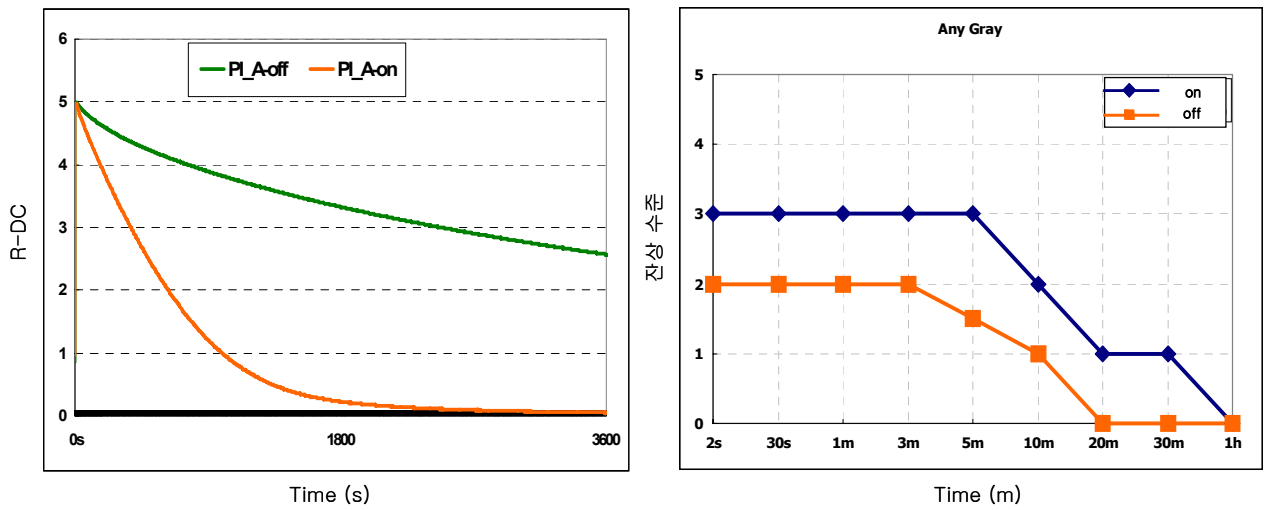 6
5
4
3
2
1
0
R-DC
PI_A-off
PI_A-on
0s
1800
3600
Time (s)
Any Gray
5
4
3
2
1
0
잔상 수준
on
off
2s
30s
1m
3m
5m
10m
20m
30m
1h
Time (m)